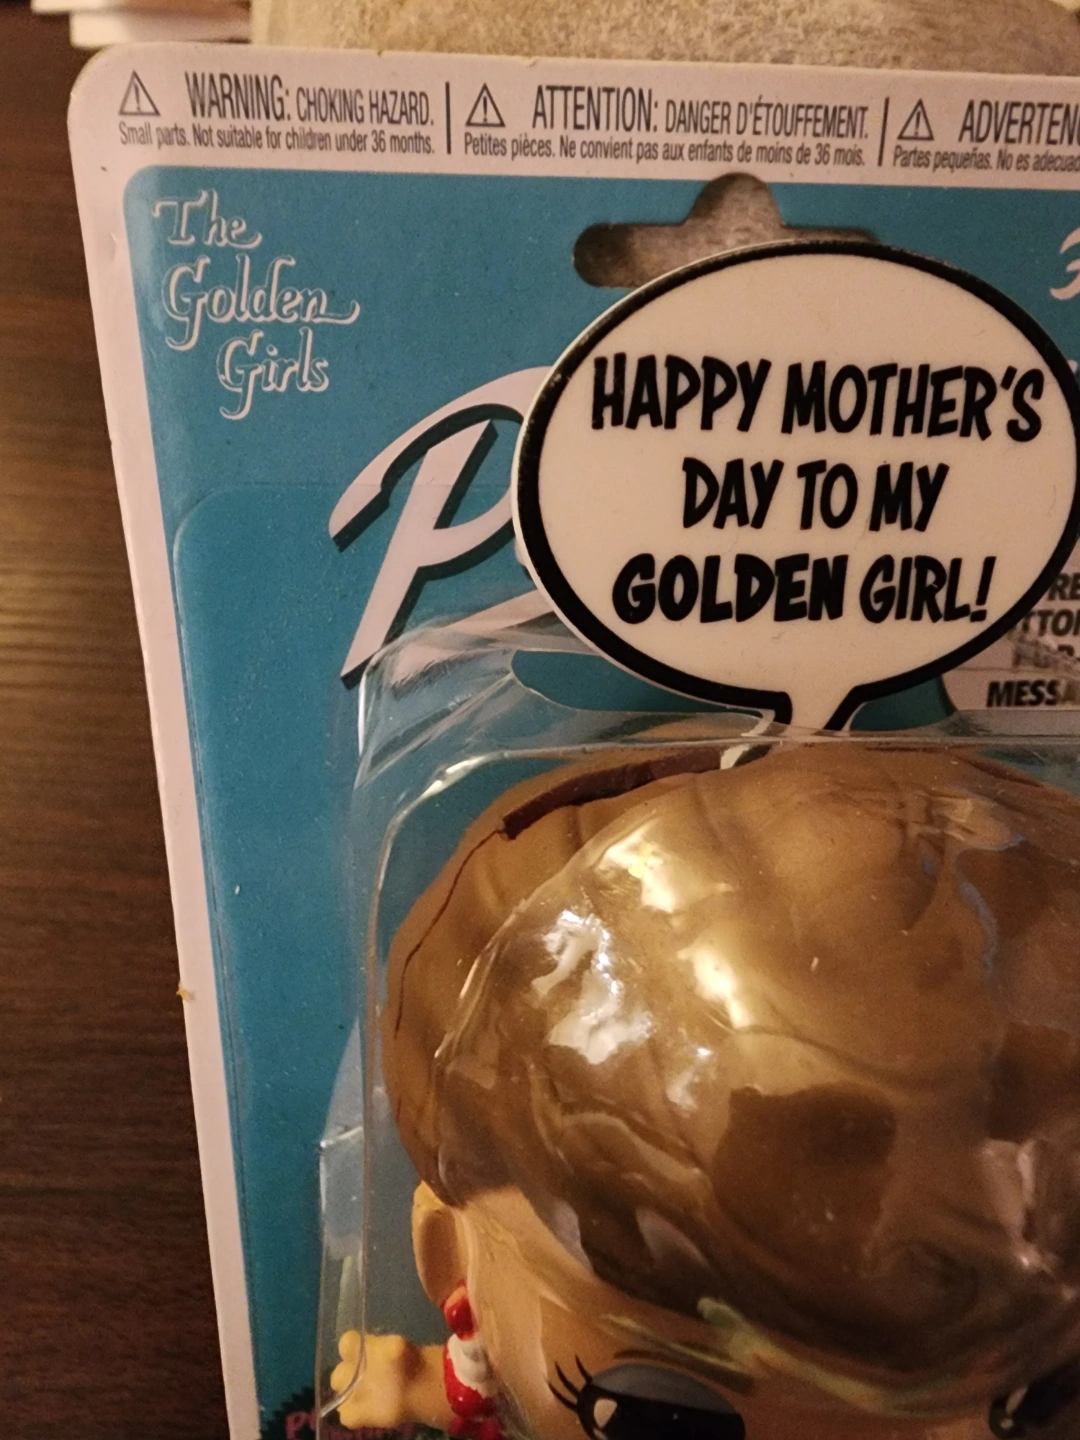 WARNING: CHOKING HAZARD.
Small parts. Not suitable for children under 36 months.
ATTENTION: DANGER D'ÉTOUFFEMENT.
Petites pièces. Ne convient pas aux enfants de moins de 36 mois.
Partes pequeñas. No es
The
Golden
Girls
HAPPY MOTHER'S
DAY TO MY
GOLDEN GIRL!